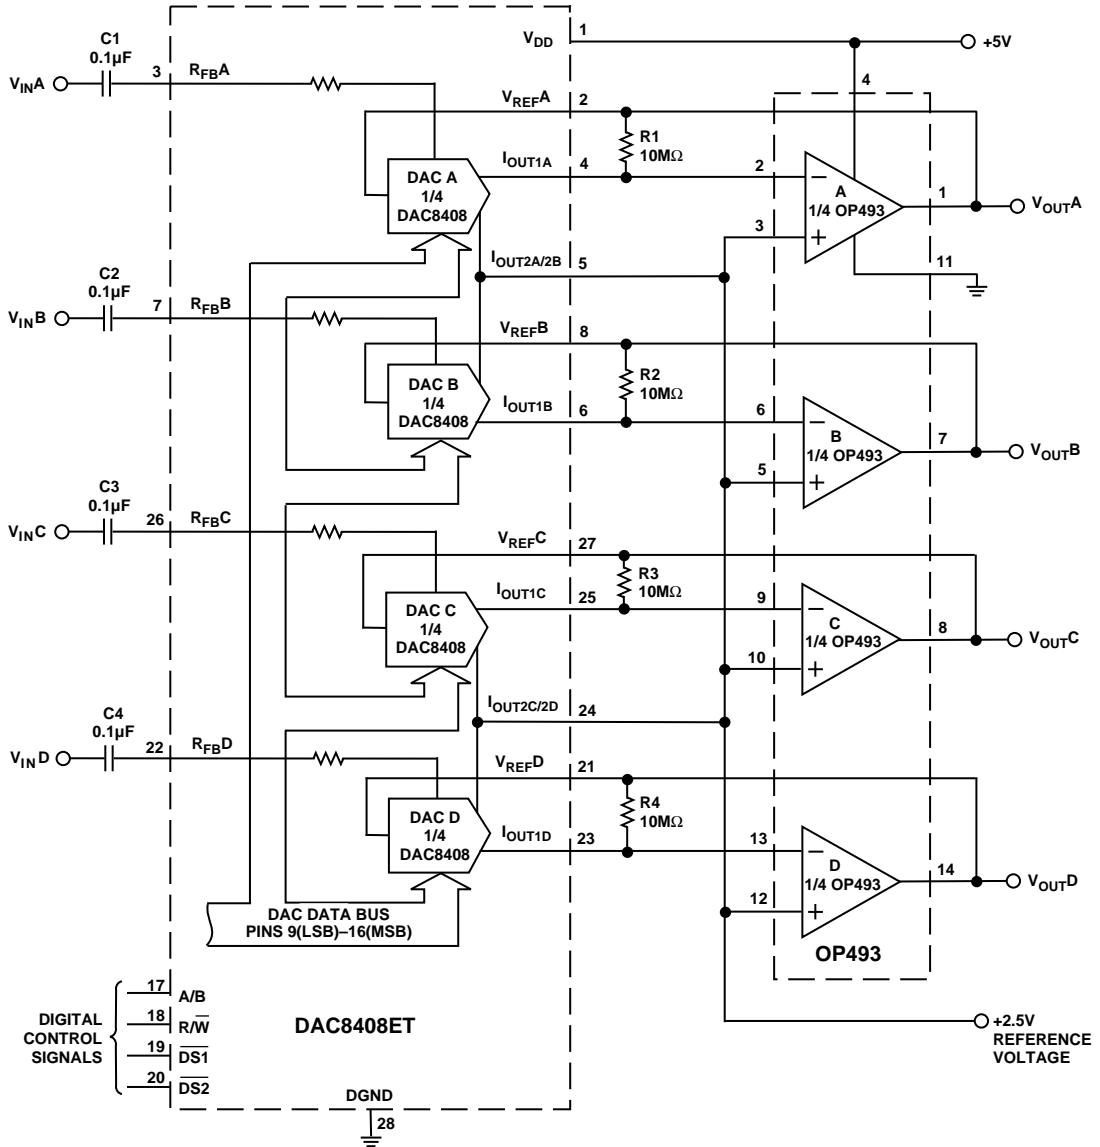 VDD 1
+5V
C1
0.1µF
VINA
3
RFBA
4
VREFA 2
R1
10MΩ
IOUT1A 4
2
DAC A
1/4
DAC8408
−
A
1/4 OP493
+
1
VOUTA
3
11
IOUT2A/2B 5
C2
0.1µF
VINB
7
RFBB
VREFB 8
R2
10MΩ
IOUT1B 6
6
DAC B
1/4
DAC8408
−
B
1/4 OP493
+
7
VOUTB
5
C3
0.1µF
VINC
26
RFBC
VREFC 27
R3
10MΩ
IOUT1C 25
9
DAC C
1/4
DAC8408
−
C
1/4 OP493
+
8
VOUTC
10
IOUT2C/2D 24
C4
0.1µF
VIND
22
RFBD
VREFD 21
R4
10MΩ
IOUT1D 23
13
DAC D
1/4
DAC8408
−
D
1/4 OP493
+
14
VOUTD
12
OP493
DAC DATA BUS
PINS 9(LSB)–16(MSB)
DIGITAL
CONTROL
SIGNALS
17 A/B
18 R/W̅
19 D̅S̅1̅
20 D̅S̅2̅
DAC8408ET
DGND
28
+2.5V
REFERENCE
VOLTAGE